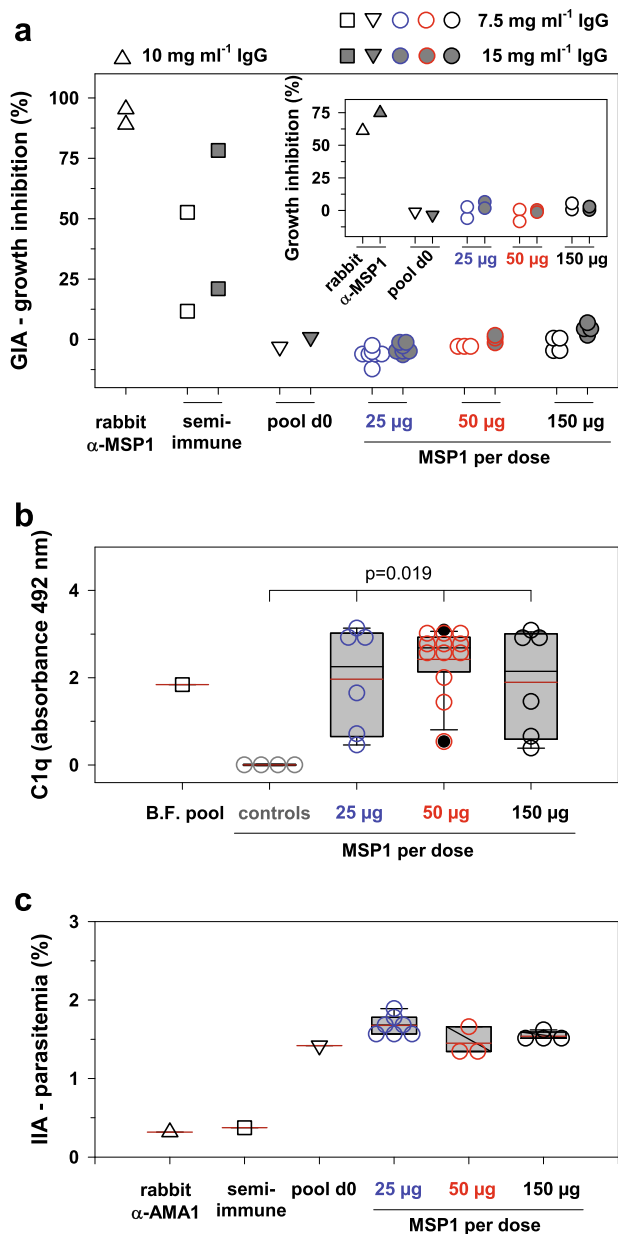 a
10 mg ml⁻¹ IgG
7.5 mg ml⁻¹ IgG
15 mg ml⁻¹ IgG
GIA - growth inhibition (%)
100
75
50
25
0
Growth inhibition (%)
75
50
25
0
rabbit
α-MSP1
pool d0
25 µg
50 µg
150 µg
rabbit
α-MSP1
semi-
immune
pool d0
25 µg
50 µg
150 µg
MSP1 per dose
b
C1q (absorbance 492 nm)
4
2
0
p=0.019
B.F. pool
controls
25 µg
50 µg
150 µg
MSP1 per dose
c
IIA - parasitemia (%)
3
2
1
0
rabbit
α-AMA1
semi-
immune
pool d0
25 µg
50 µg
150 µg
MSP1 per dose